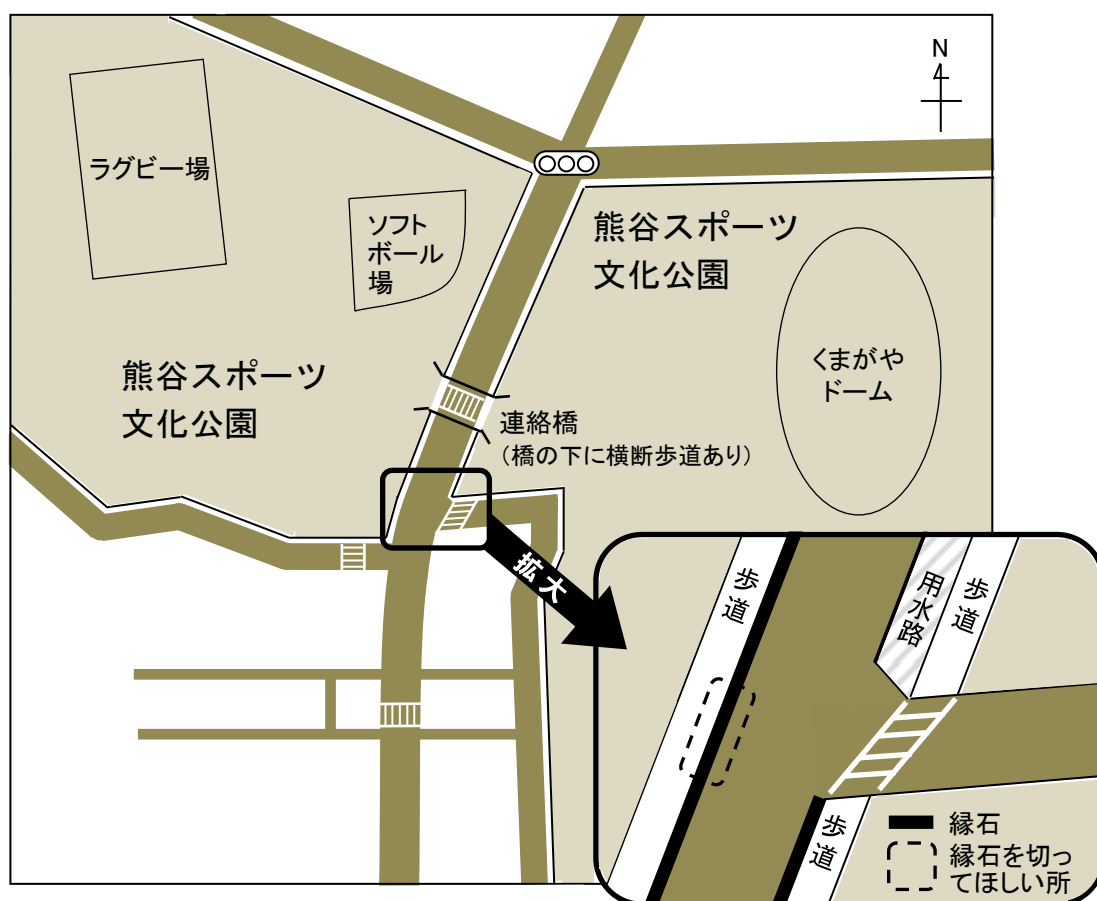 N
ラグビー場
ソフト
ボール
場
熊谷スポーツ
文化公園
くまがや
ドーム
熊谷スポーツ
文化公園
連絡橋
（橋の下に横断歩道あり）
拡大
歩道
用水路
歩道
歩道
縁石
縁石を切っ
てほしい所